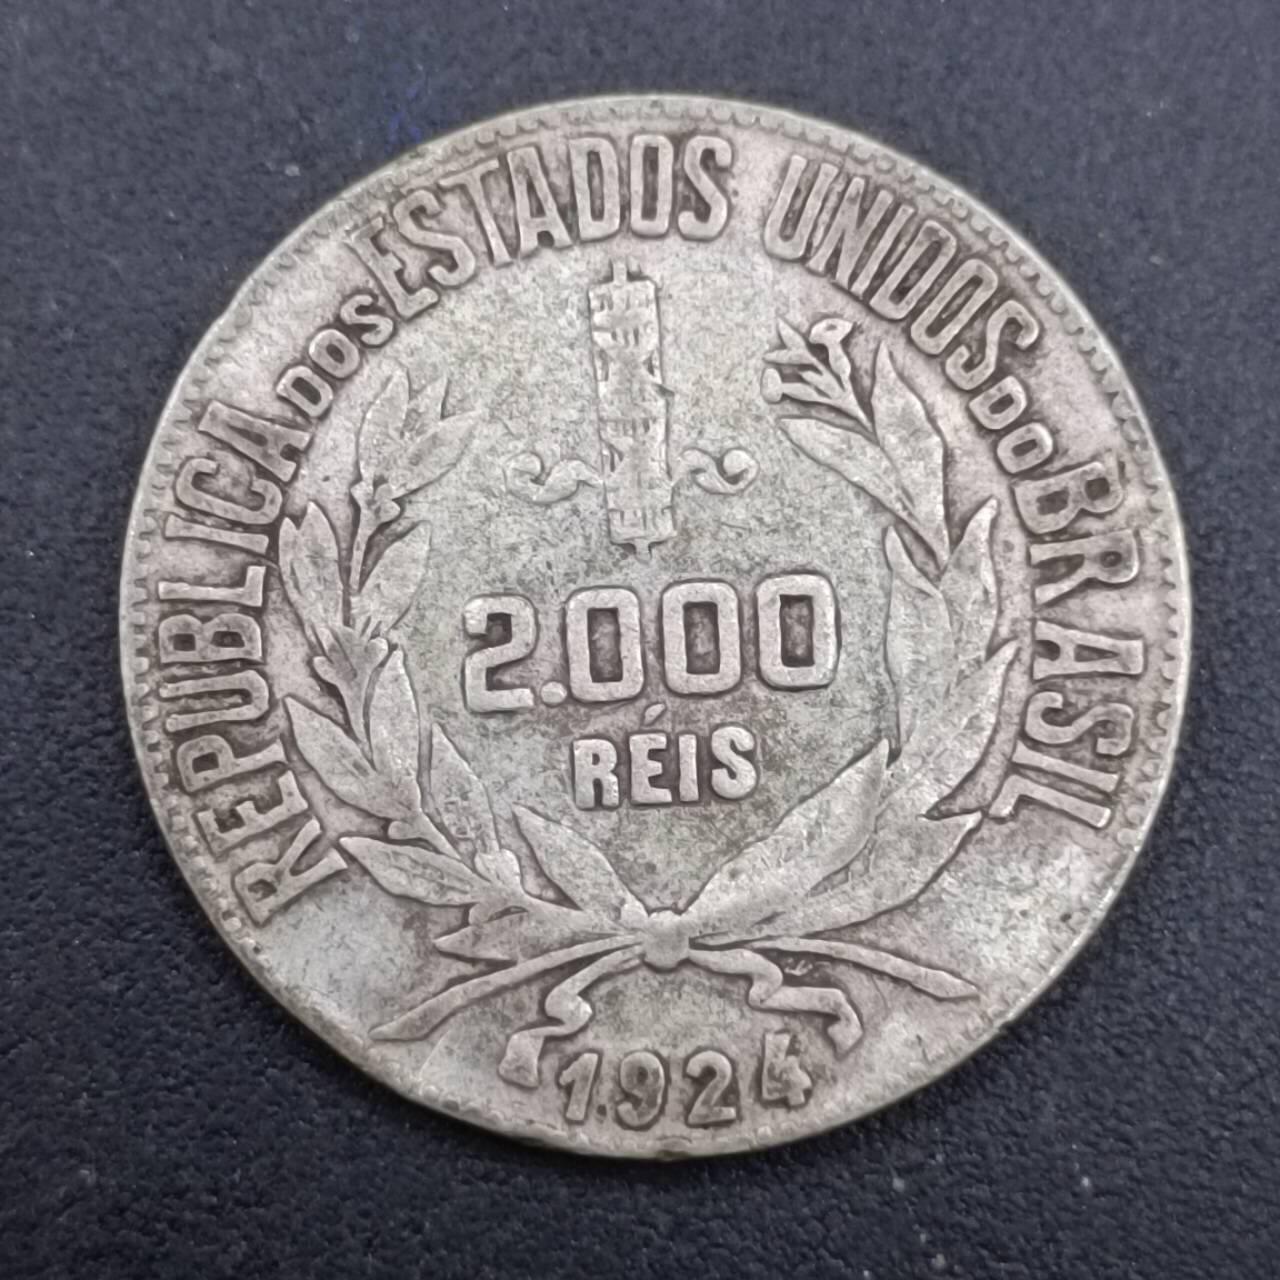 REPUBLICA DOS ESTADOS UNIDOS DO BRASIL
2.000
RÉIS
1924